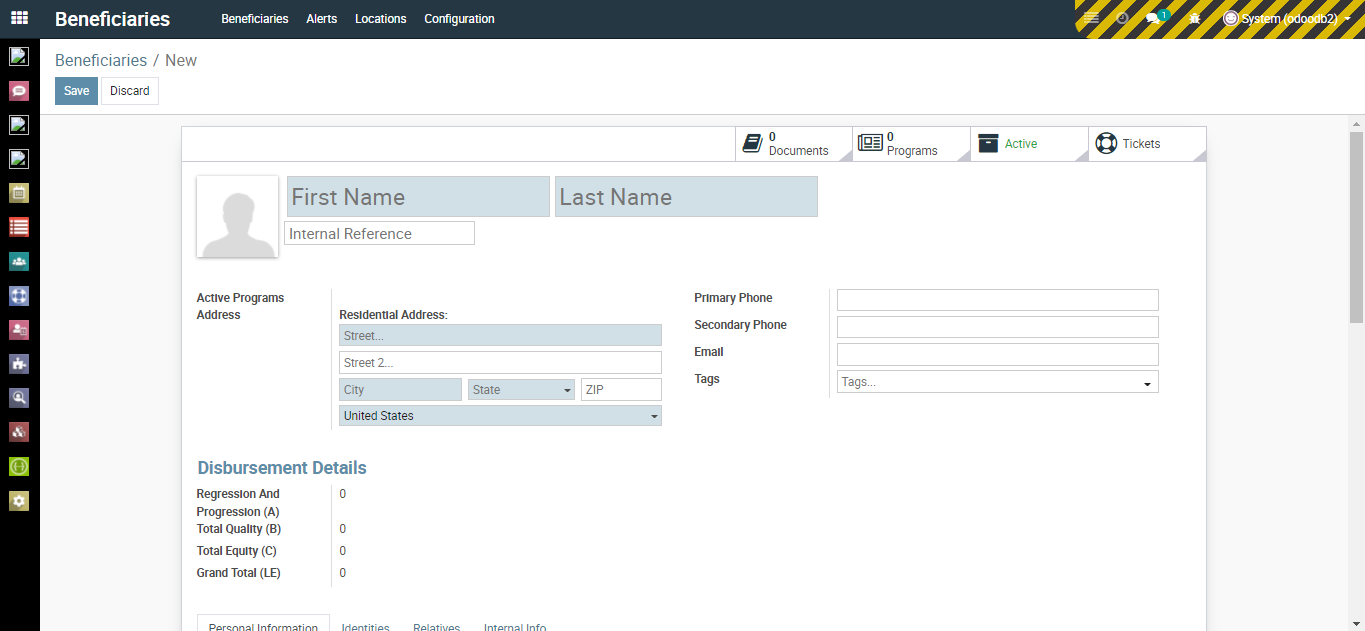 Beneficiaries Beneficiaries Alerts Locations Configuration 1 System (odoodb2)
Beneficiaries / New
Save Discard
0 Documents
0 Programs
Active
Tickets
First Name Last Name
Internal Reference
Active Programs
Address
Residential Address:
Street...
Street 2...
City State ZIP
United States
Primary Phone
Secondary Phone
Email
Tags Tags...
Disbursement Details
Regression And
Progression (A) 0
Total Quality (B) 0
Total Equity (C) 0
Grand Total (LE) 0
Personal Information Identities Relatives Internal Info